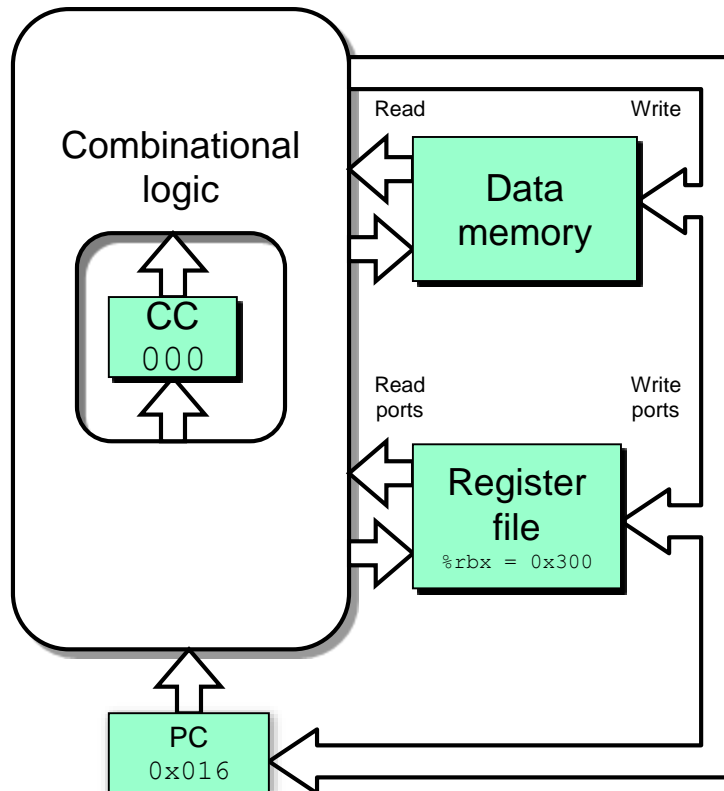 Combinational
logic
CC
000
Read
Write
Data
memory
Read
ports
Write
ports
Register
file
%rbx = 0x300
PC
0x016